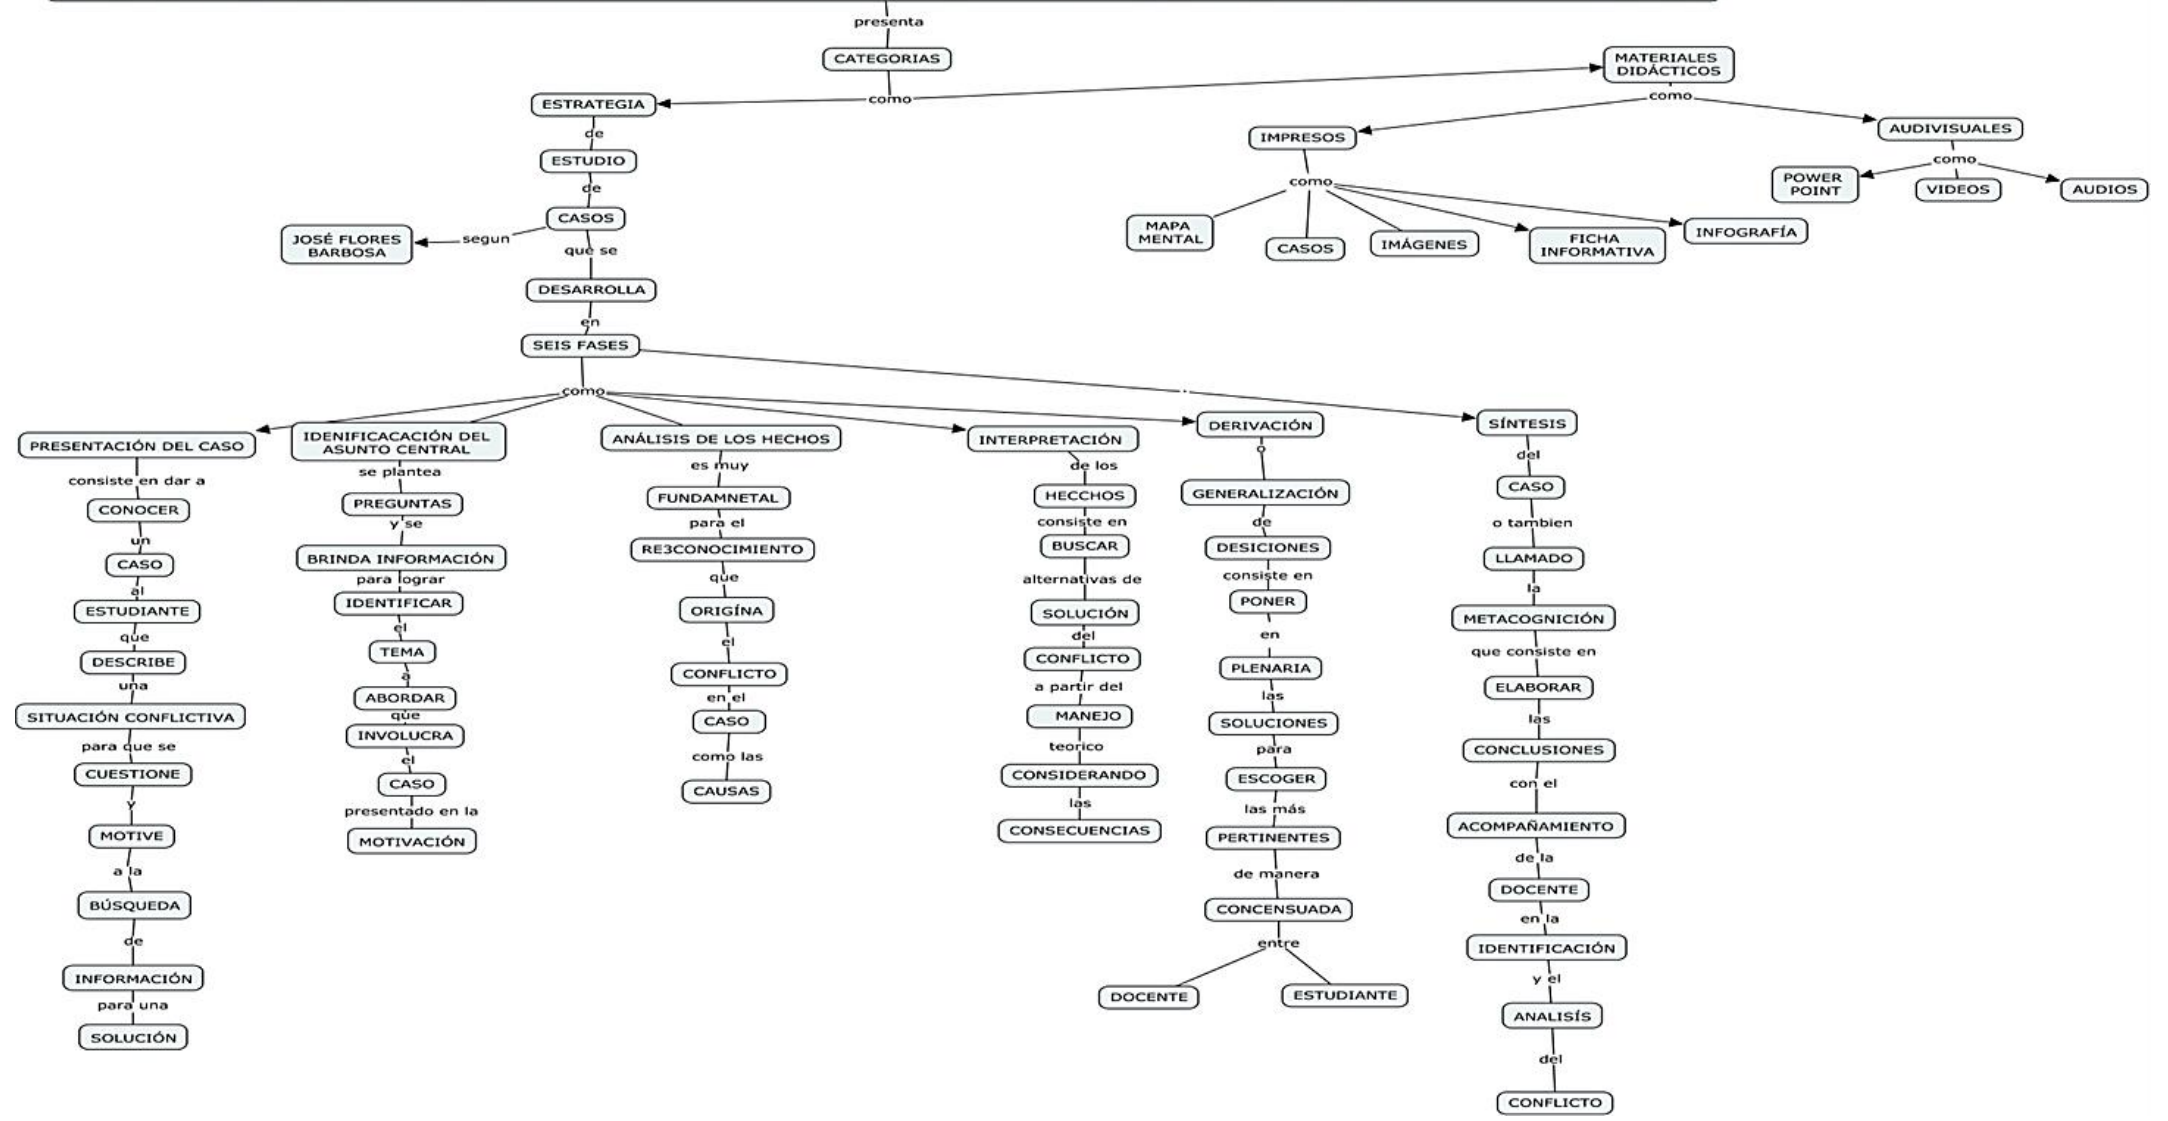 presenta
CATEGORIAS
como
ESTRATEGIA
de
ESTUDIO
de
CASOS
segun
JOSÉ FLORES
BARBOSA
que se
DESARROLLA
en
SEIS FASES
como
PRESENTACIÓN DEL CASO
consiste en dar a
CONOCER
un
CASO
al
ESTUDIANTE
que
DESCRIBE
una
SITUACIÓN CONFLICTIVA
para que se
CUESTIONE
y
MOTIVE
a la
BÚSQUEDA
de
INFORMACIÓN
para una
SOLUCIÓN
IDENIFICACACIÓN DEL
ASUNTO CENTRAL
se plantea
PREGUNTAS
y se
BRINDA INFORMACIÓN
para lograr
IDENTIFICAR
el
TEMA
a
ABORDAR
que
INVOLUCRA
el
CASO
presentado en la
MOTIVACIÓN
ANÁLISIS DE LOS HECHOS
es muy
FUNDAMNETAL
para el
RE3CONOCIMIENTO
que
ORIGÍNA
el
CONFLICTO
en el
CASO
como las
CAUSAS
INTERPRETACIÓN
de los
HECCHOS
consiste en
BUSCAR
alternativas de
SOLUCIÓN
del
CONFLICTO
a partir del
MANEJO
teorico
CONSIDERANDO
las
CONSECUENCIAS
DERIVACIÓN
o
GENERALIZACIÓN
de
DESICIONES
consiste en
PONER
en
PLENARIA
las
SOLUCIONES
para
ESCOGER
las más
PERTINENTES
de manera
CONCENSUADA
entre
DOCENTE
ESTUDIANTE
SÍNTESIS
del
CASO
o tambien
LLAMADO
la
METACOGNICIÓN
que consiste en
ELABORAR
las
CONCLUSIONES
con el
ACOMPAÑAMIENTO
de la
DOCENTE
en la
IDENTIFICACIÓN
y el
ANALISÍS
del
CONFLICTO
MATERIALES
DIDÁCTICOS
como
IMPRESOS
como
MAPA
MENTAL
CASOS
IMÁGENES
FICHA
INFORMATIVA
INFOGRAFÍA
AUDIVISUALES
como
POWER
POINT
VIDEOS
AUDIOS